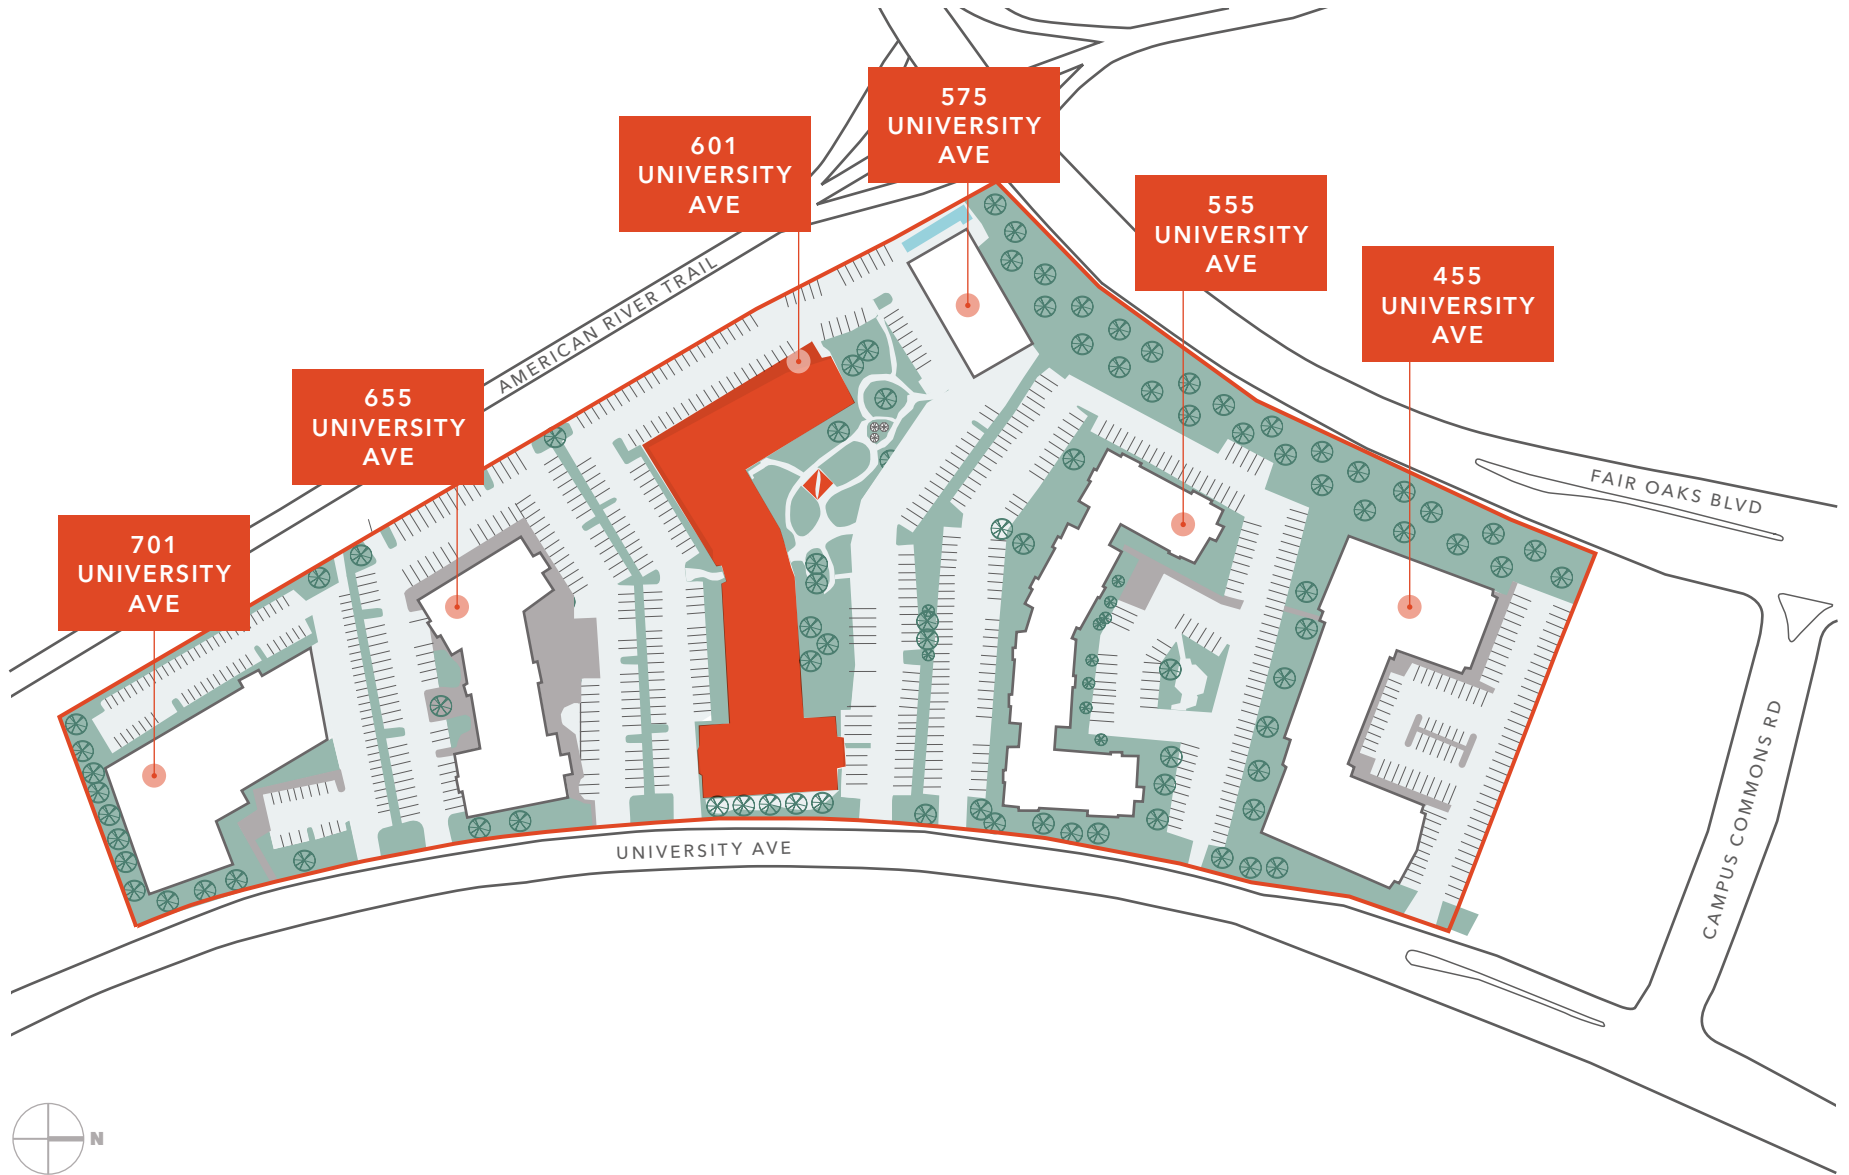 575
UNIVERSITY
AVE
601
UNIVERSITY
AVE
555
UNIVERSITY
AVE
455
UNIVERSITY
AVE
AMERICAN RIVER TRAIL
655
UNIVERSITY
AVE
FAIR OAKS BLVD
701
UNIVERSITY
AVE
CAMPUS COMMONS RD
UNIVERSITY AVE
N